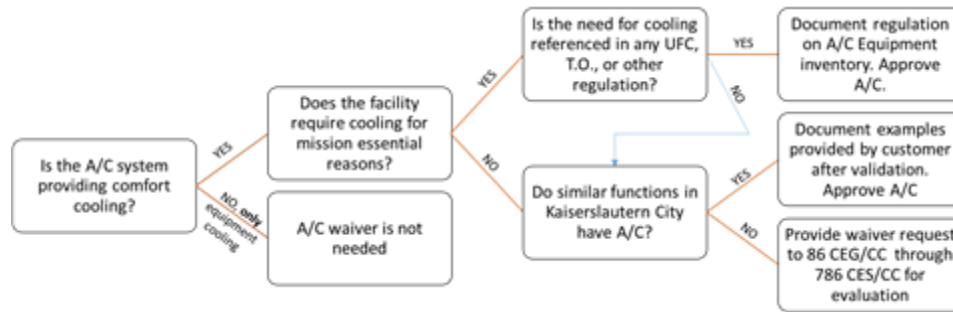 Is the A/C system
providing comfort
cooling?
YES
NO, only
equipment
cooling
Does the facility
require cooling for
mission essential
reasons?
A/C waiver is not
needed
YES
NO
Is the need for cooling
referenced in any UFC,
T.O., or other
regulation?
YES
NO
Do similar functions in
Kaiserslautern City
have A/C?
YES
NO
Document regulation
on A/C Equipment
inventory. Approve
A/C.
Document examples
provided by customer
after validation.
Approve A/C
Provide waiver request
to 86 CEG/CC through
786 CES/CC for
evaluation